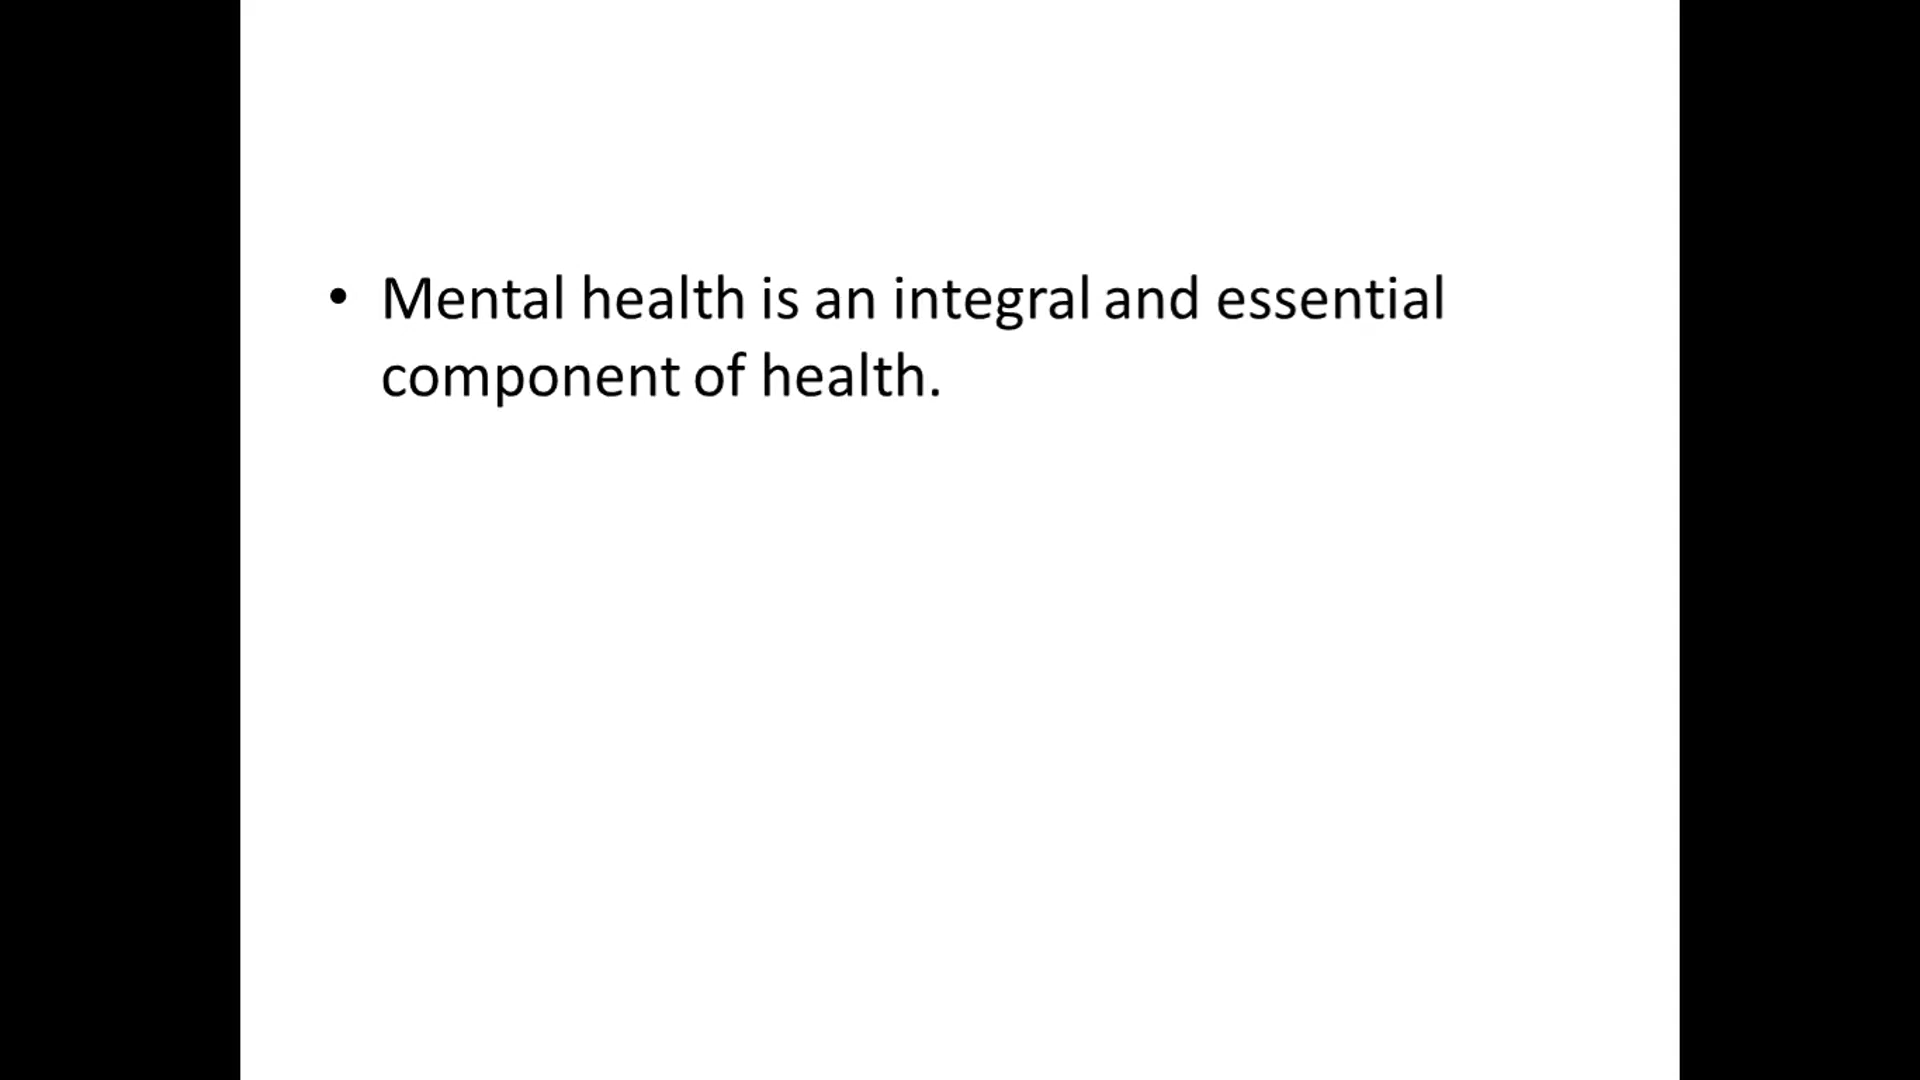 • Mental health is an integral and essential
component of health.